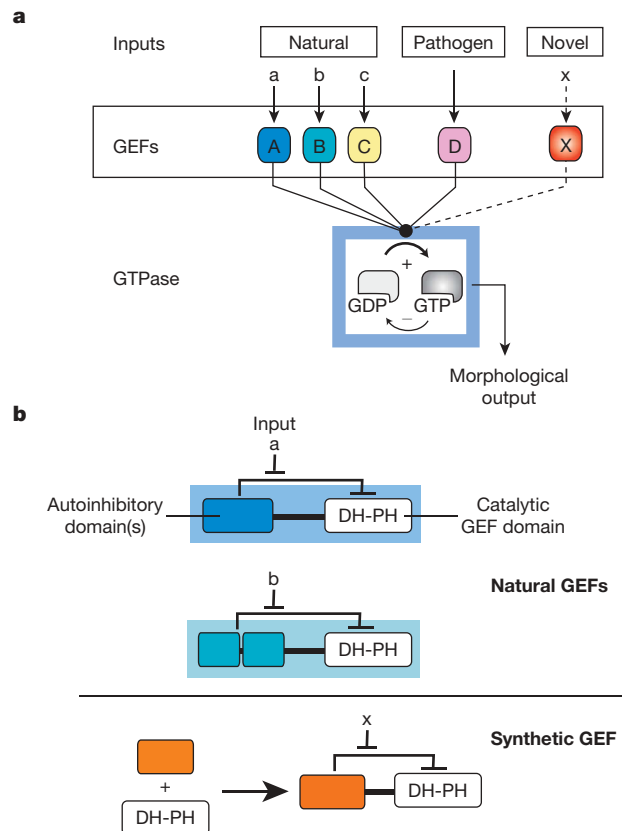 a
Inputs Natural Pathogen Novel
a b c x
GEFs A B C D X
+
GTPase
GDP GTP
−
Morphological
output
b
Input
a
Autoinhibitory
domain(s)
DH-PH
Catalytic
GEF domain
Natural GEFs
b
DH-PH
Synthetic GEF
x
+
DH-PH
DH-PH